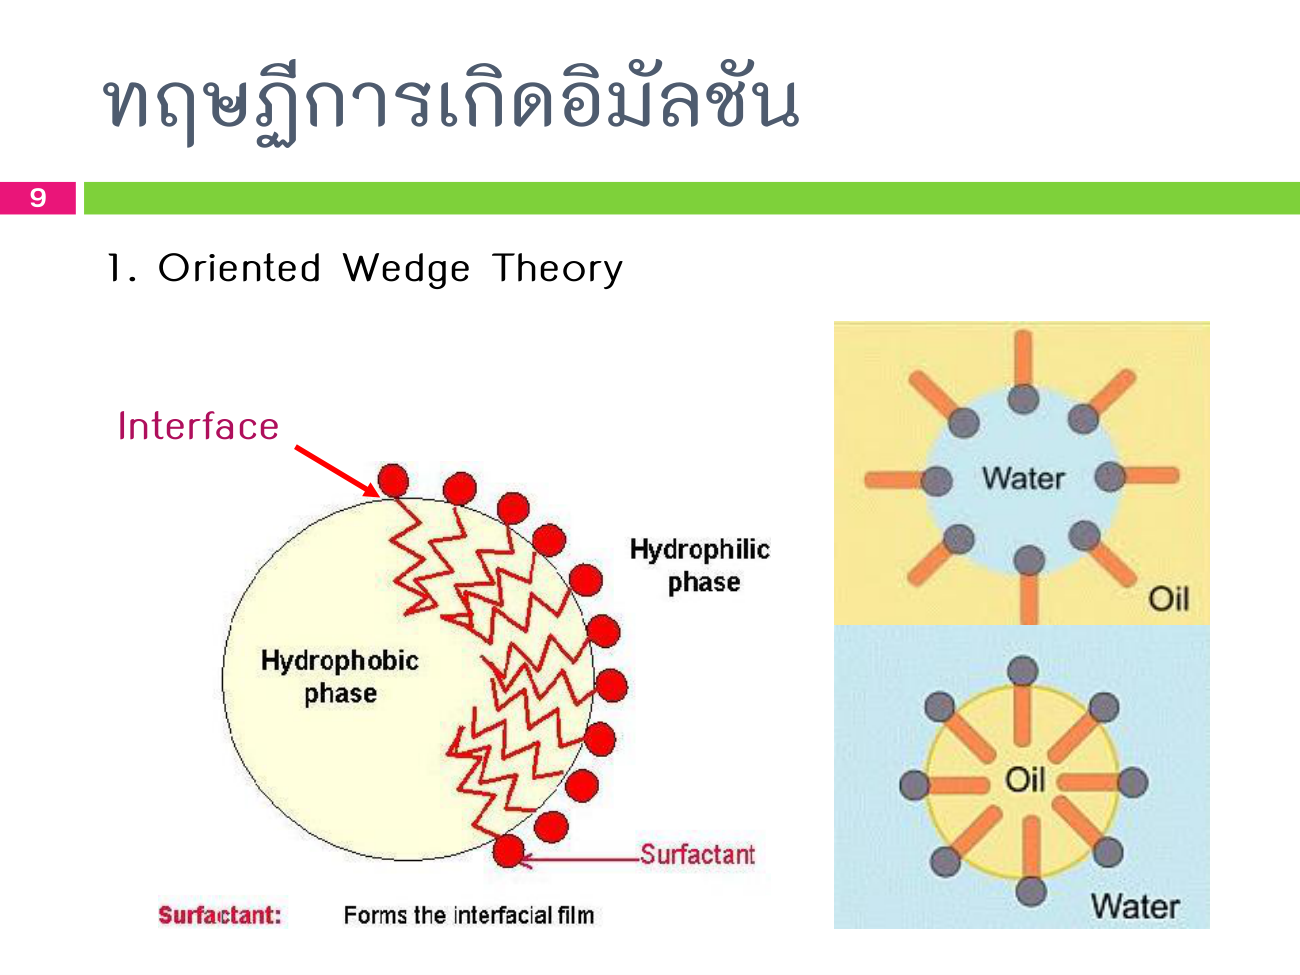 ทฤษฎีการเกิดอิมัลชัน
9
1. Oriented Wedge Theory
Interface
Hydrophilic
phase
Hydrophobic
phase
Surfactant
Surfactant: Forms the interfacial film
Water
Oil
Oil
Water